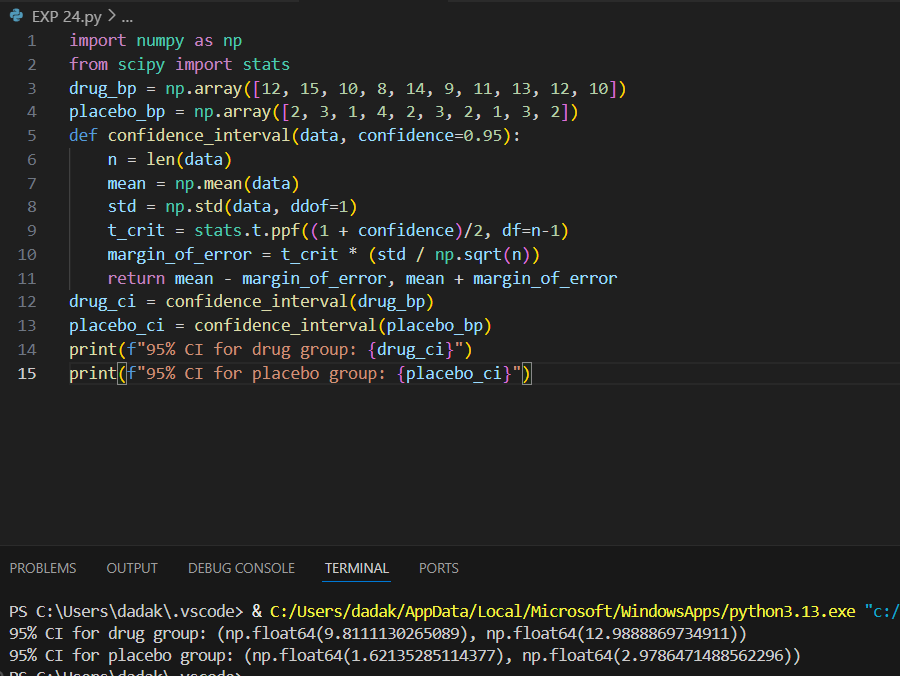 EXP 24.py > ...
1 import numpy as np
2 from scipy import stats
3 drug_bp = np.array([12, 15, 10, 8, 14, 9, 11, 13, 12, 10])
4 placebo_bp = np.array([2, 3, 1, 4, 2, 3, 2, 1, 3, 2])
5 def confidence_interval(data, confidence=0.95):
6     n = len(data)
7     mean = np.mean(data)
8     std = np.std(data, ddof=1)
9     t_crit = stats.t.ppf((1 + confidence)/2, df=n-1)
10     margin_of_error = t_crit * (std / np.sqrt(n))
11     return mean - margin_of_error, mean + margin_of_error
12 drug_ci = confidence_interval(drug_bp)
13 placebo_ci = confidence_interval(placebo_bp)
14 print(f"95% CI for drug group: {drug_ci}")
15 print(f"95% CI for placebo group: {placebo_ci}")
PROBLEMS OUTPUT DEBUG CONSOLE TERMINAL PORTS
PS C:\Users\dadak\.vscode> & C:/Users/dadak/AppData/Local/Microsoft/WindowsApps/python3.13.exe "c:/
95% CI for drug group: (np.float64(9.8111130265089), np.float64(12.9888869734911))
95% CI for placebo group: (np.float64(1.62135285114377), np.float64(2.9786471488562296))
PS C:\Users\dadak\.vscode>